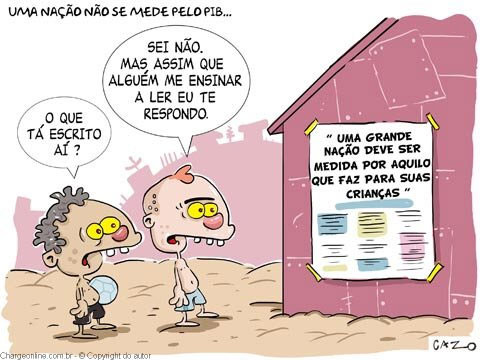 UMA NAÇÃO NÃO SE MEDE PELO PIB...
SEI NÃO.
MAS ASSIM QUE
ALGUÉM ME ENSINAR
A LER EU TE
RESPONDO.
O QUE
TÁ ESCRITO
AÍ ?
" UMA GRANDE
NAÇÃO DEVE SER
MEDIDA POR AQUILO
QUE FAZ PARA SUAS
CRIANÇAS "
Chargeonline.com.br - © Copyright do autor
CAZO